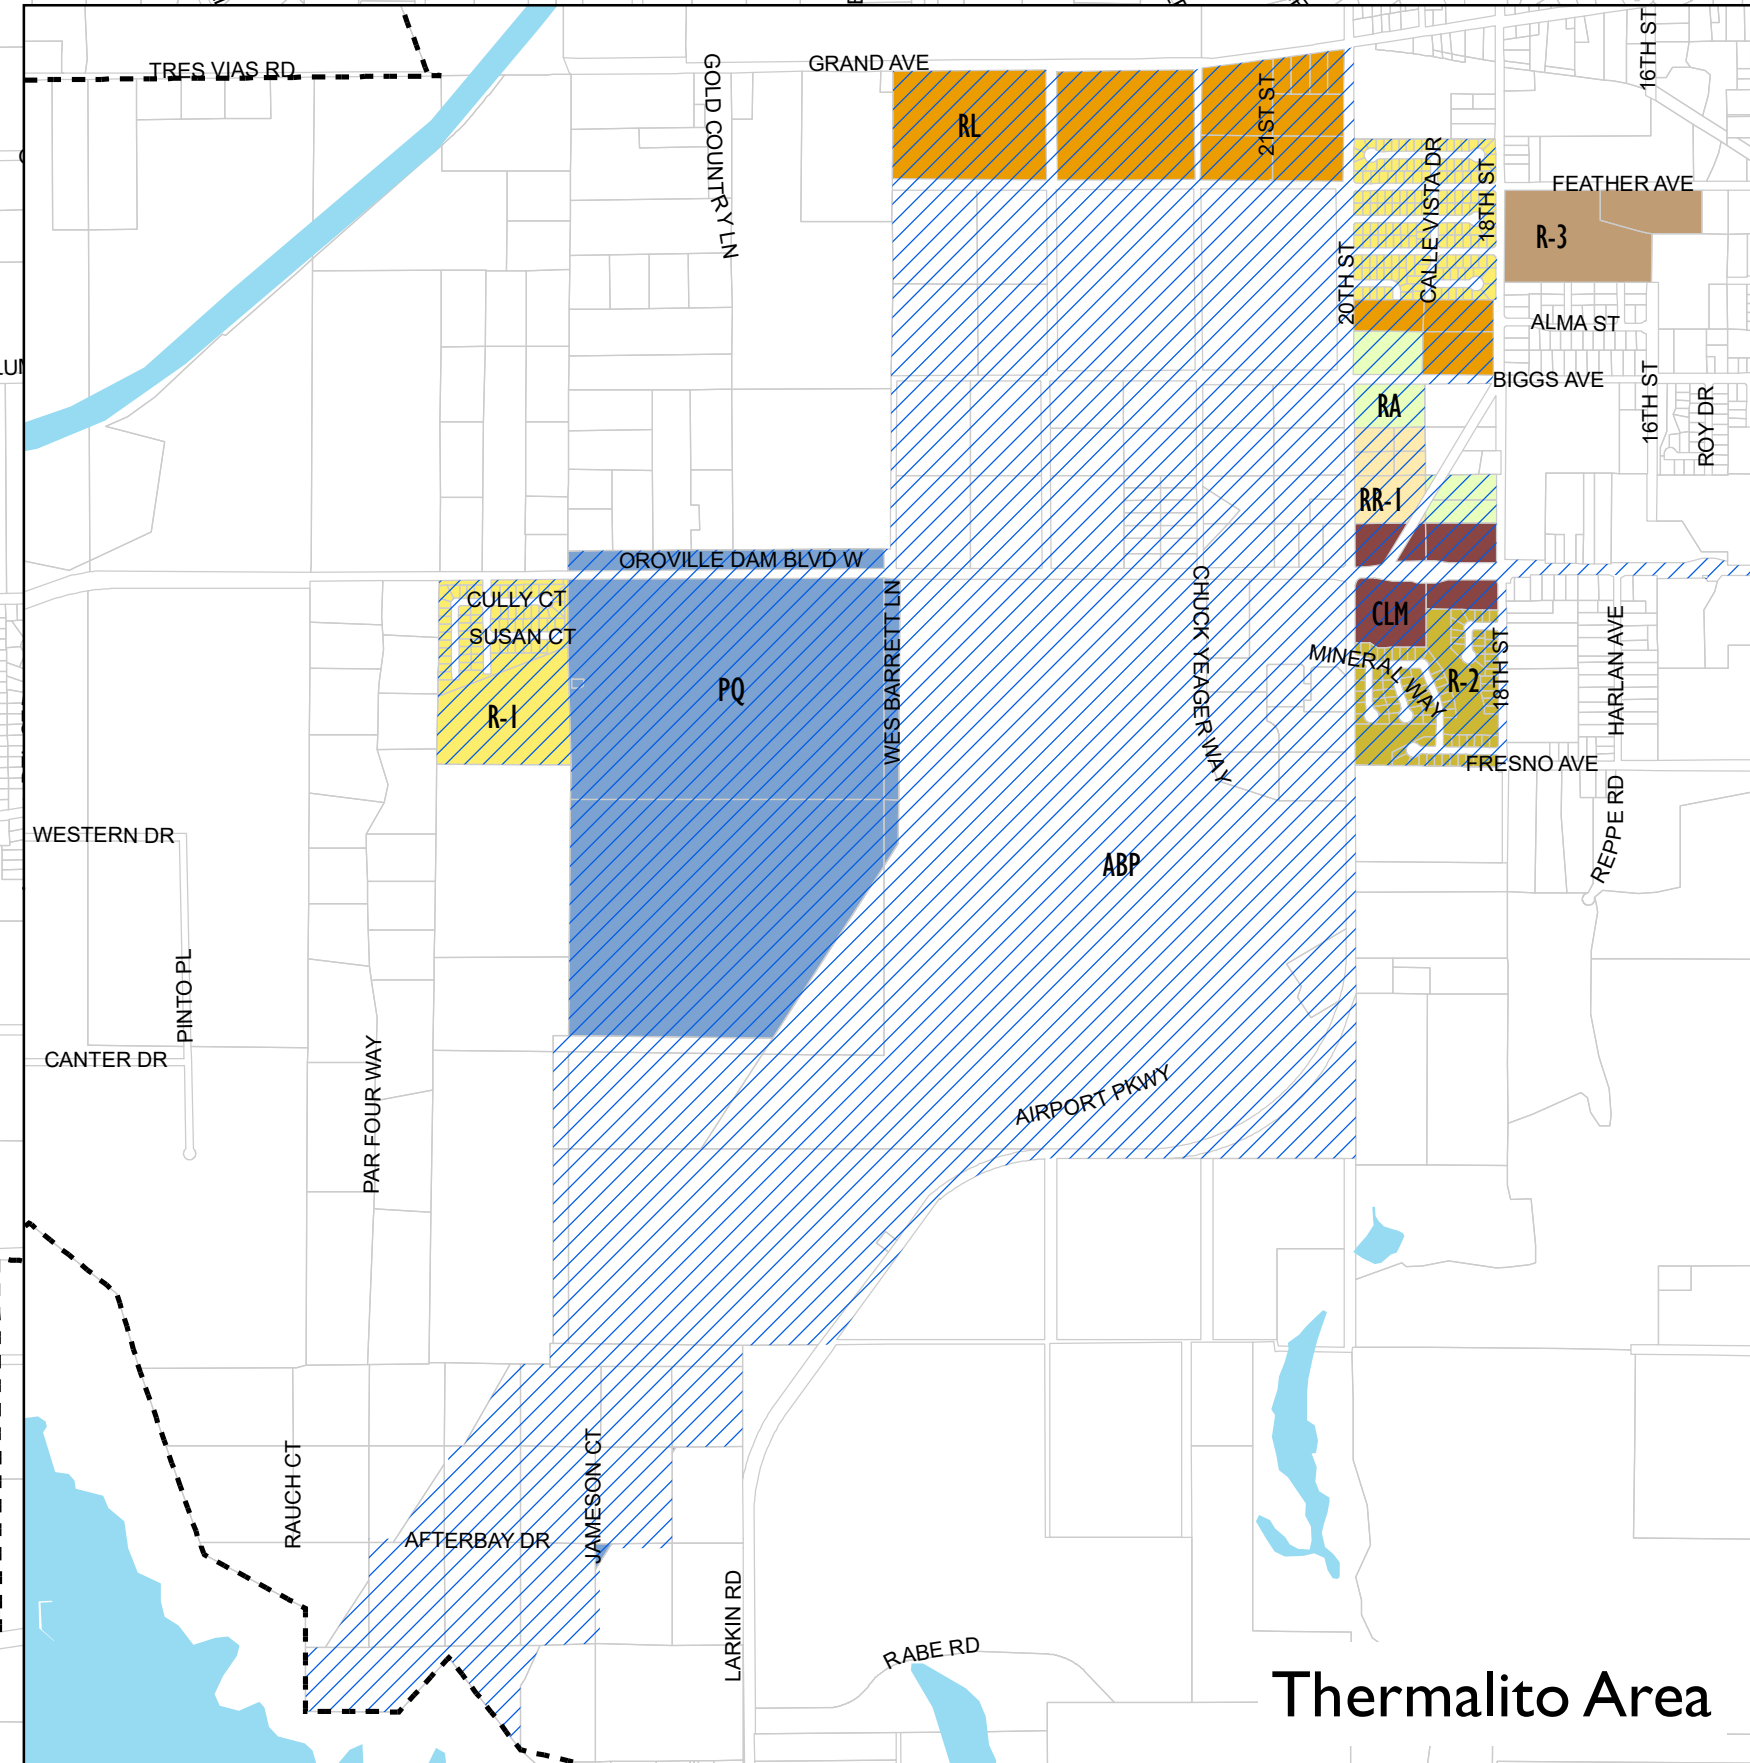 16TH ST
TRES VIAS RD
GRAND AVE
GOLD COUNTRY LN
RL
21ST ST
CALLE VISTA DR
18TH ST
FEATHER AVE
R-3
20TH ST
ALMA ST
BIGGS AVE
RA
16TH ST
ROY DR
RR-1
OROVILLE DAM BLVD W
CULLY CT
SUSAN CT
R-1
PQ
WES BARRETT LN
CHUCK YEAGER WAY
CLM
MINERAL WAY
R-2
18TH ST
HARLAN AVE
FRESNO AVE
REPPE RD
WESTERN DR
ABP
PINTO PL
CANTER DR
PAR FOUR WAY
AIRPORT PKWY
RAUCH CT
JAMESON CT
AFTERBAY DR
LARKIN RD
RABE RD
Thermalito Area